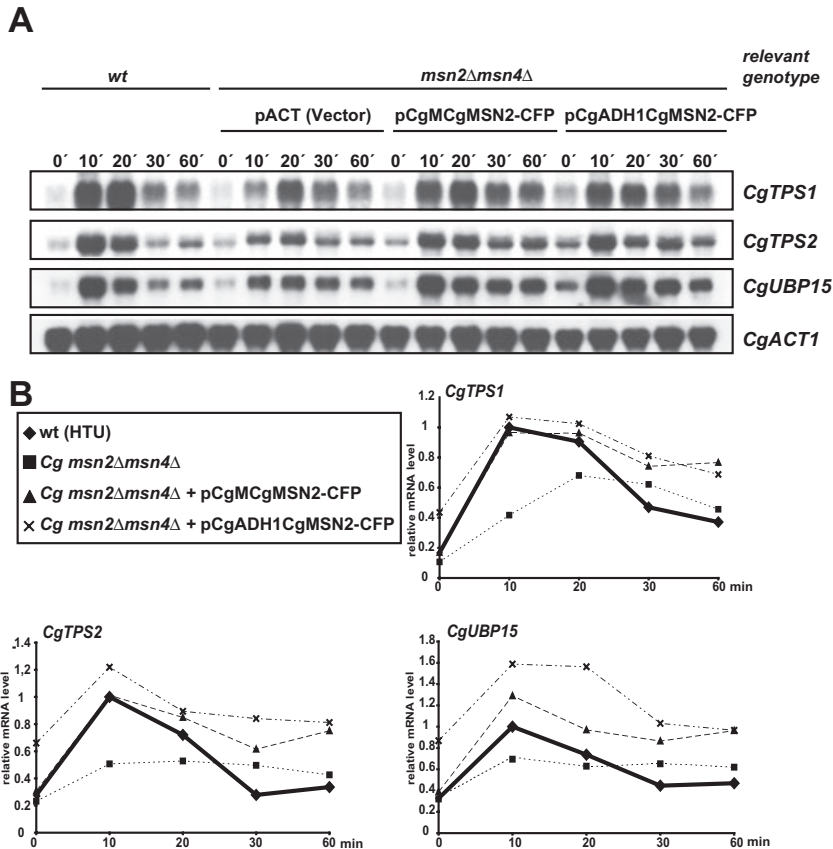 A
relevant
genotype
wt
msn2Δmsn4Δ
pACT (Vector)
pCgMCgMSN2-CFP
pCgADH1CgMSN2-CFP
0´ 10´ 20´ 30´ 60´ 0´ 10´ 20´ 30´ 60´ 0´ 10´ 20´ 30´ 60´ 0´ 10´ 20´ 30´ 60´
CgTPS1
CgTPS2
CgUBP15
CgACT1
B
wt (HTU)
Cg msn2Δmsn4Δ
Cg msn2Δmsn4Δ + pCgMCgMSN2-CFP
Cg msn2Δmsn4Δ + pCgADH1CgMSN2-CFP
CgTPS1
relative mRNA level
1.2
1
0.8
0.6
0.4
0.2
0
0 10 20 30 60 min
CgTPS2
relative mRNA level
1.4
1,2
1
0.8
0.6
0.4
0.2
0
0 10 20 30 60 min
CgUBP15
relative mRNA level
1.8
1.6
1.4
1.2
1
0.8
0.6
0.4
0.2
0
0 10 20 30 60 min